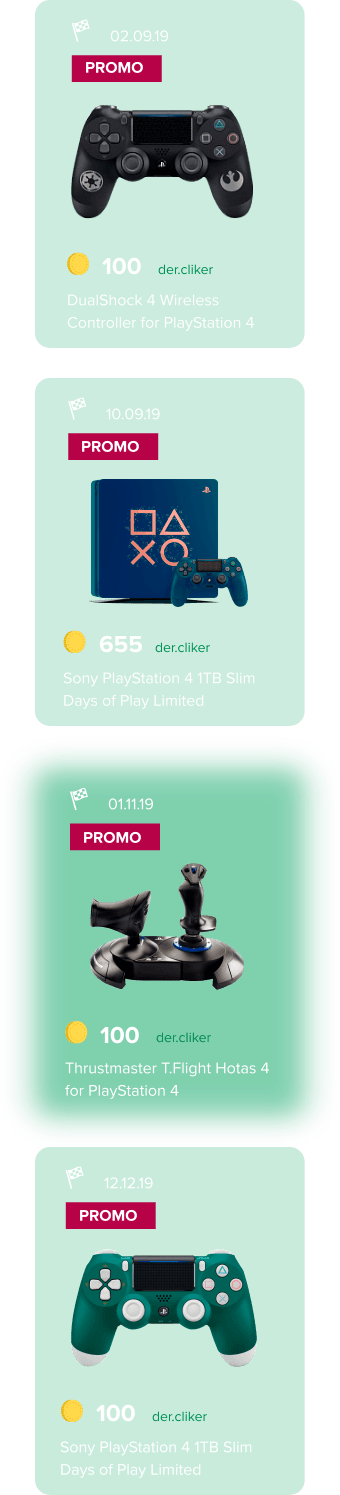 02.09.19
PROMO
100 der.cliker
DualShock 4 Wireless
Controller for PlayStation 4
10.09.19
PROMO
655 der.cliker
Sony PlayStation 4 1TB Slim
Days of Play Limited
01.11.19
PROMO
100 der.cliker
Thrustmaster T.Flight Hotas 4
for PlayStation 4
12.12.19
PROMO
100 der.cliker
Sony PlayStation 4 1TB Slim
Days of Play Limited